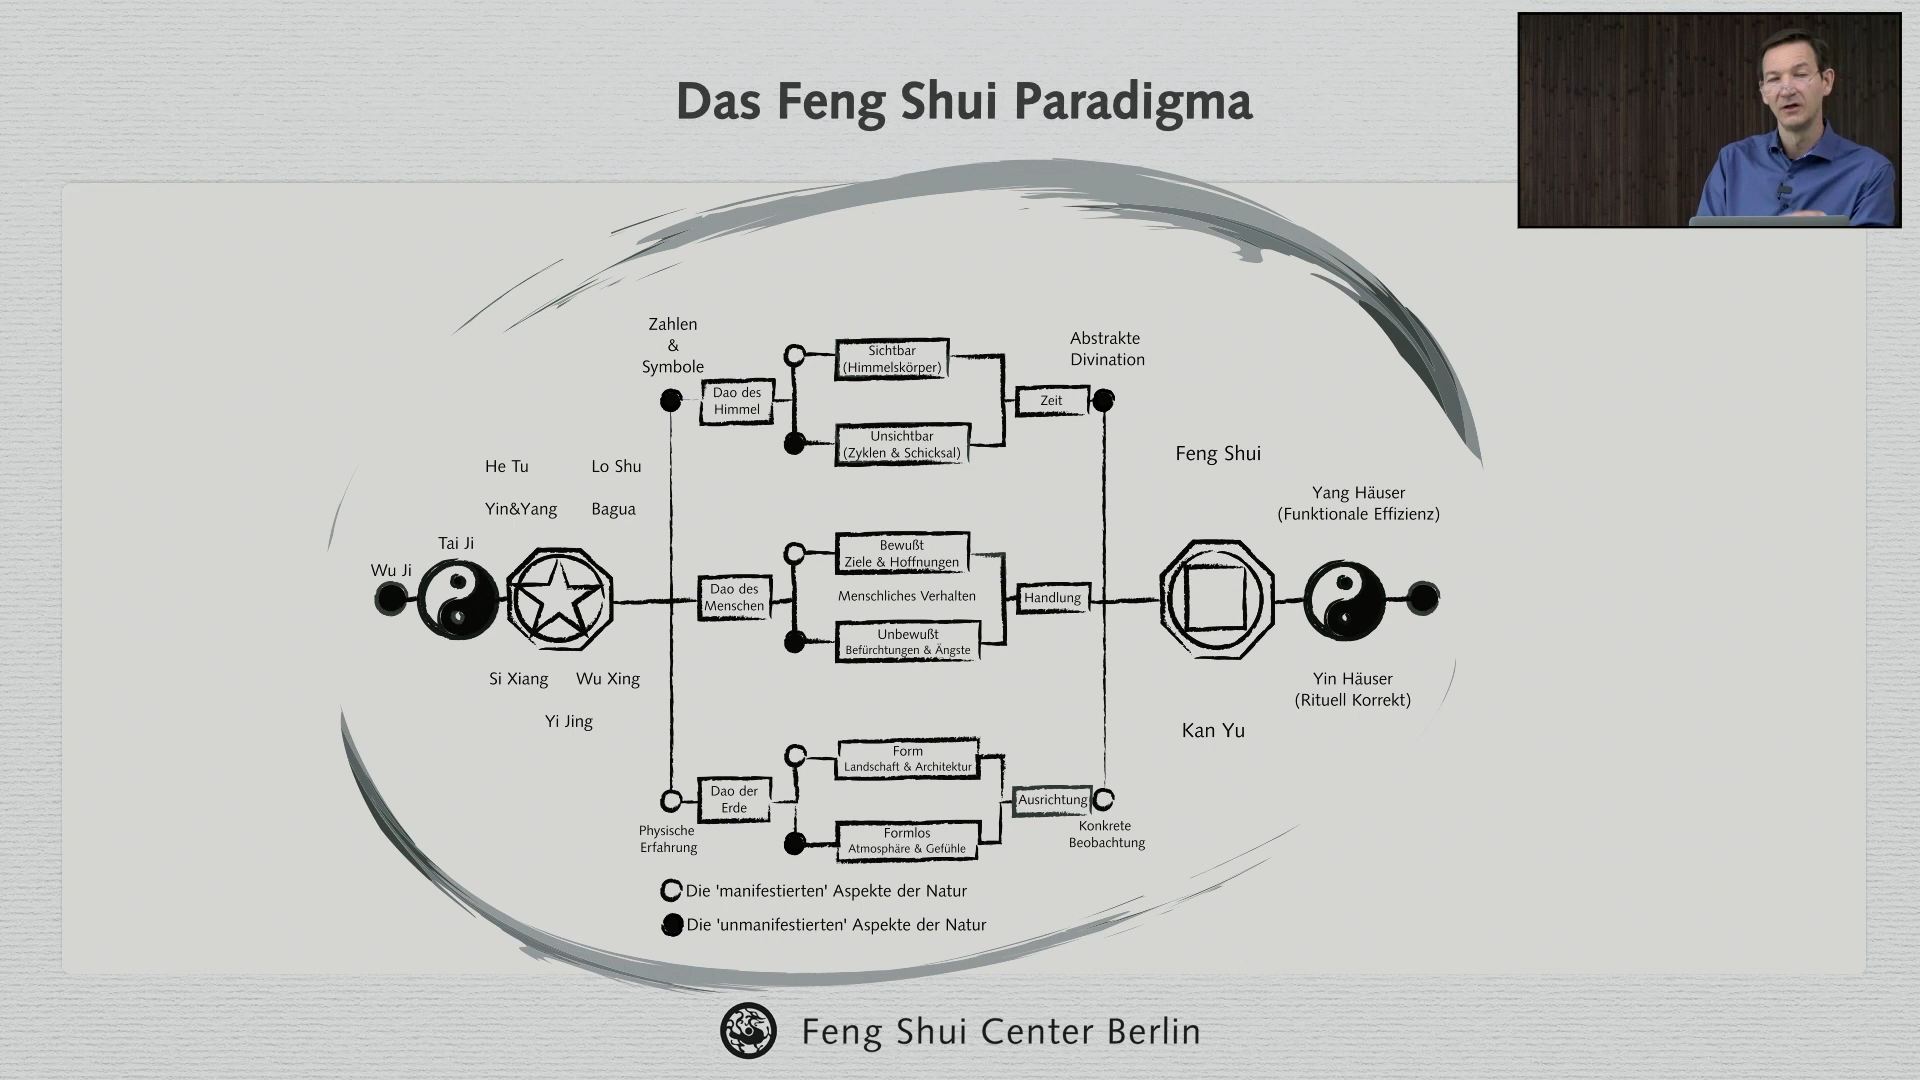 Das Feng Shui Paradigma
Zahlen
&
Symbole
Dao des
Himmel
Sichtbar
(Himmelskörper)
Unsichtbar
(Zyklen & Schicksal)
Zeit
Abstrakte
Divination
He Tu
Lo Shu
Yin&Yang
Bagua
Tai Ji
Wu Ji
Si Xiang
Wu Xing
Yi Jing
Dao des
Menschen
Bewußt
Ziele & Hoffnungen
Menschliches Verhalten
Unbewußt
Befürchtungen & Ängste
Handlung
Feng Shui
Yang Häuser
(Funktionale Effizienz)
Yin Häuser
(Rituell Korrekt)
Kan Yu
Dao der
Erde
Physische
Erfahrung
Form
Landschaft & Architektur
Formlos
Atmosphäre & Gefühle
Ausrichtung
Konkrete
Beobachtung
Die 'manifestierten' Aspekte der Natur
Die 'unmanifestierten' Aspekte der Natur
Feng Shui Center Berlin